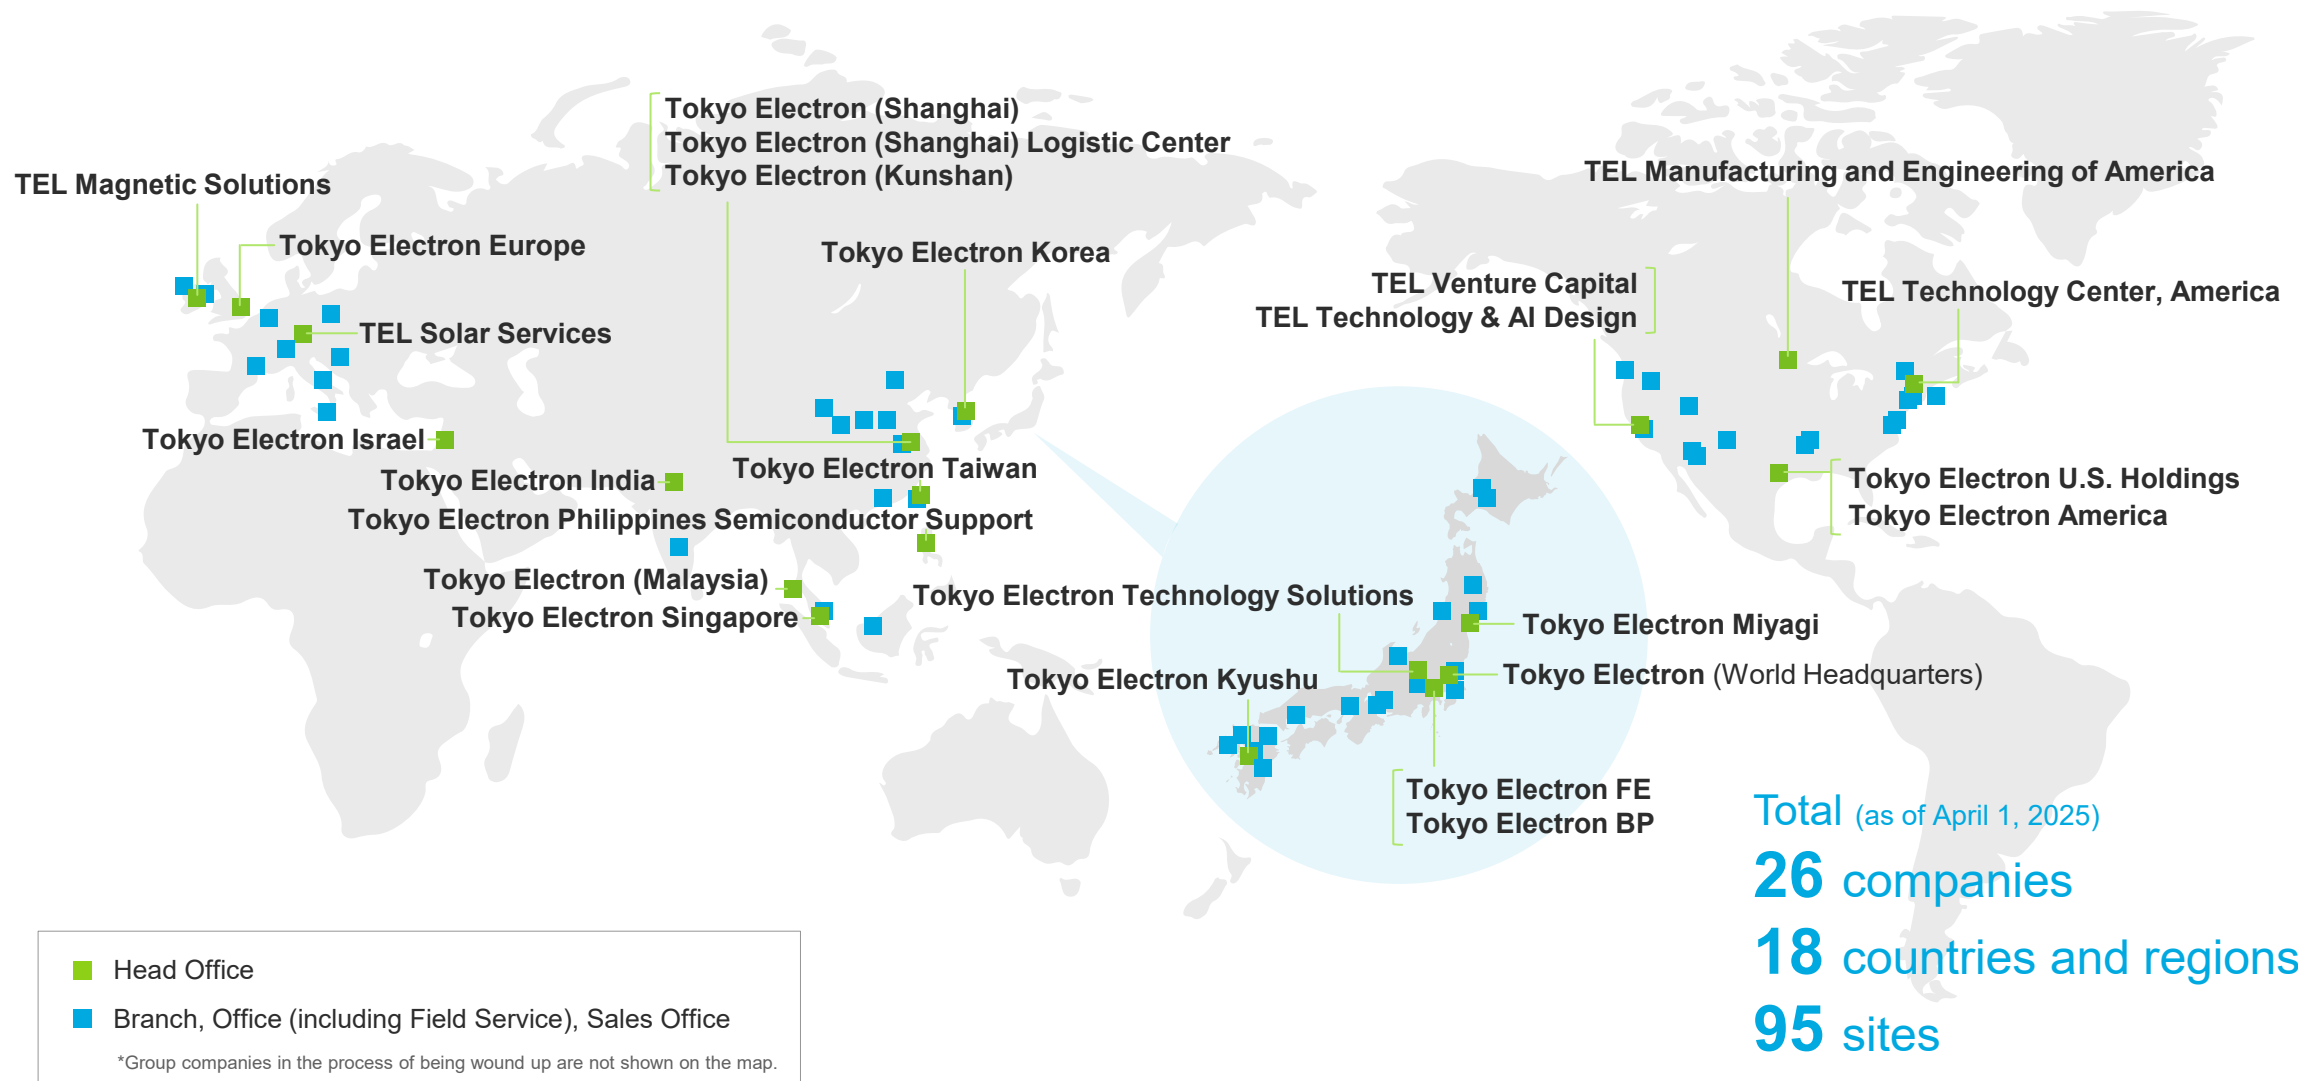 Tokyo Electron (Shanghai)
Tokyo Electron (Shanghai) Logistic Center
Tokyo Electron (Kunshan)
TEL Magnetic Solutions
Tokyo Electron Europe
Tokyo Electron Korea
TEL Solar Services
Tokyo Electron Israel
Tokyo Electron India
Tokyo Electron Taiwan
Tokyo Electron Philippines Semiconductor Support
Tokyo Electron (Malaysia)
Tokyo Electron Singapore
TEL Manufacturing and Engineering of America
TEL Venture Capital
TEL Technology & AI Design
TEL Technology Center, America
Tokyo Electron U.S. Holdings
Tokyo Electron America
Tokyo Electron Technology Solutions
Tokyo Electron Miyagi
Tokyo Electron (World Headquarters)
Tokyo Electron Kyushu
Tokyo Electron FE
Tokyo Electron BP
Total (as of April 1, 2025)
26 companies
18 countries and regions
95 sites
Head Office
Branch, Office (including Field Service), Sales Office
*Group companies in the process of being wound up are not shown on the map.